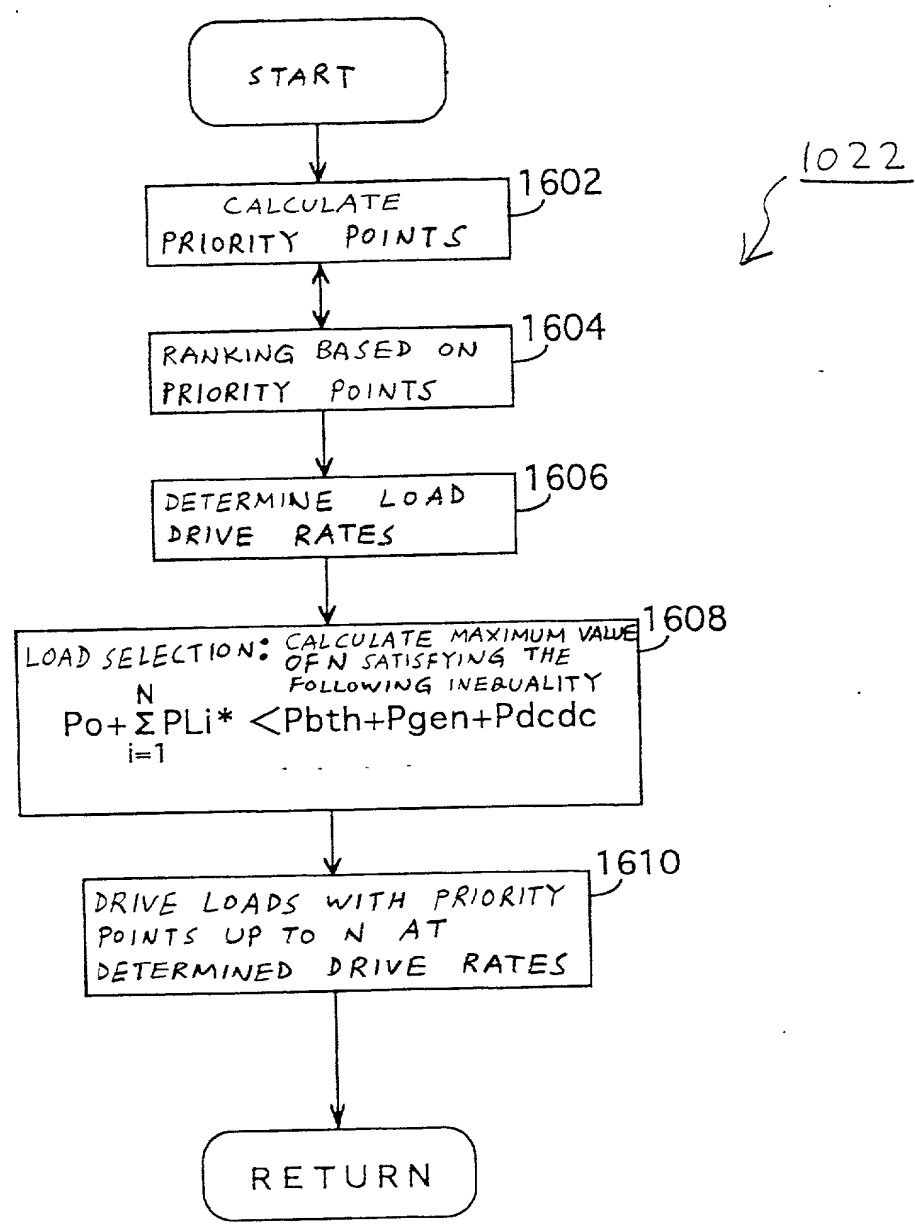 START
1022
1602
CALCULATE
PRIORITY POINTS
1604
RANKING BASED ON
PRIORITY POINTS
1606
DETERMINE LOAD
DRIVE RATES
1608
LOAD SELECTION: CALCULATE MAXIMUM VALUE
OF N SATISFYING THE
FOLLOWING INEQUALITY
N
Po+ Σ PLi* <Pbth+Pgen+Pdcdc
i=1
1610
DRIVE LOADS WITH PRIORITY
POINTS UP TO N AT
DETERMINED DRIVE RATES
RETURN